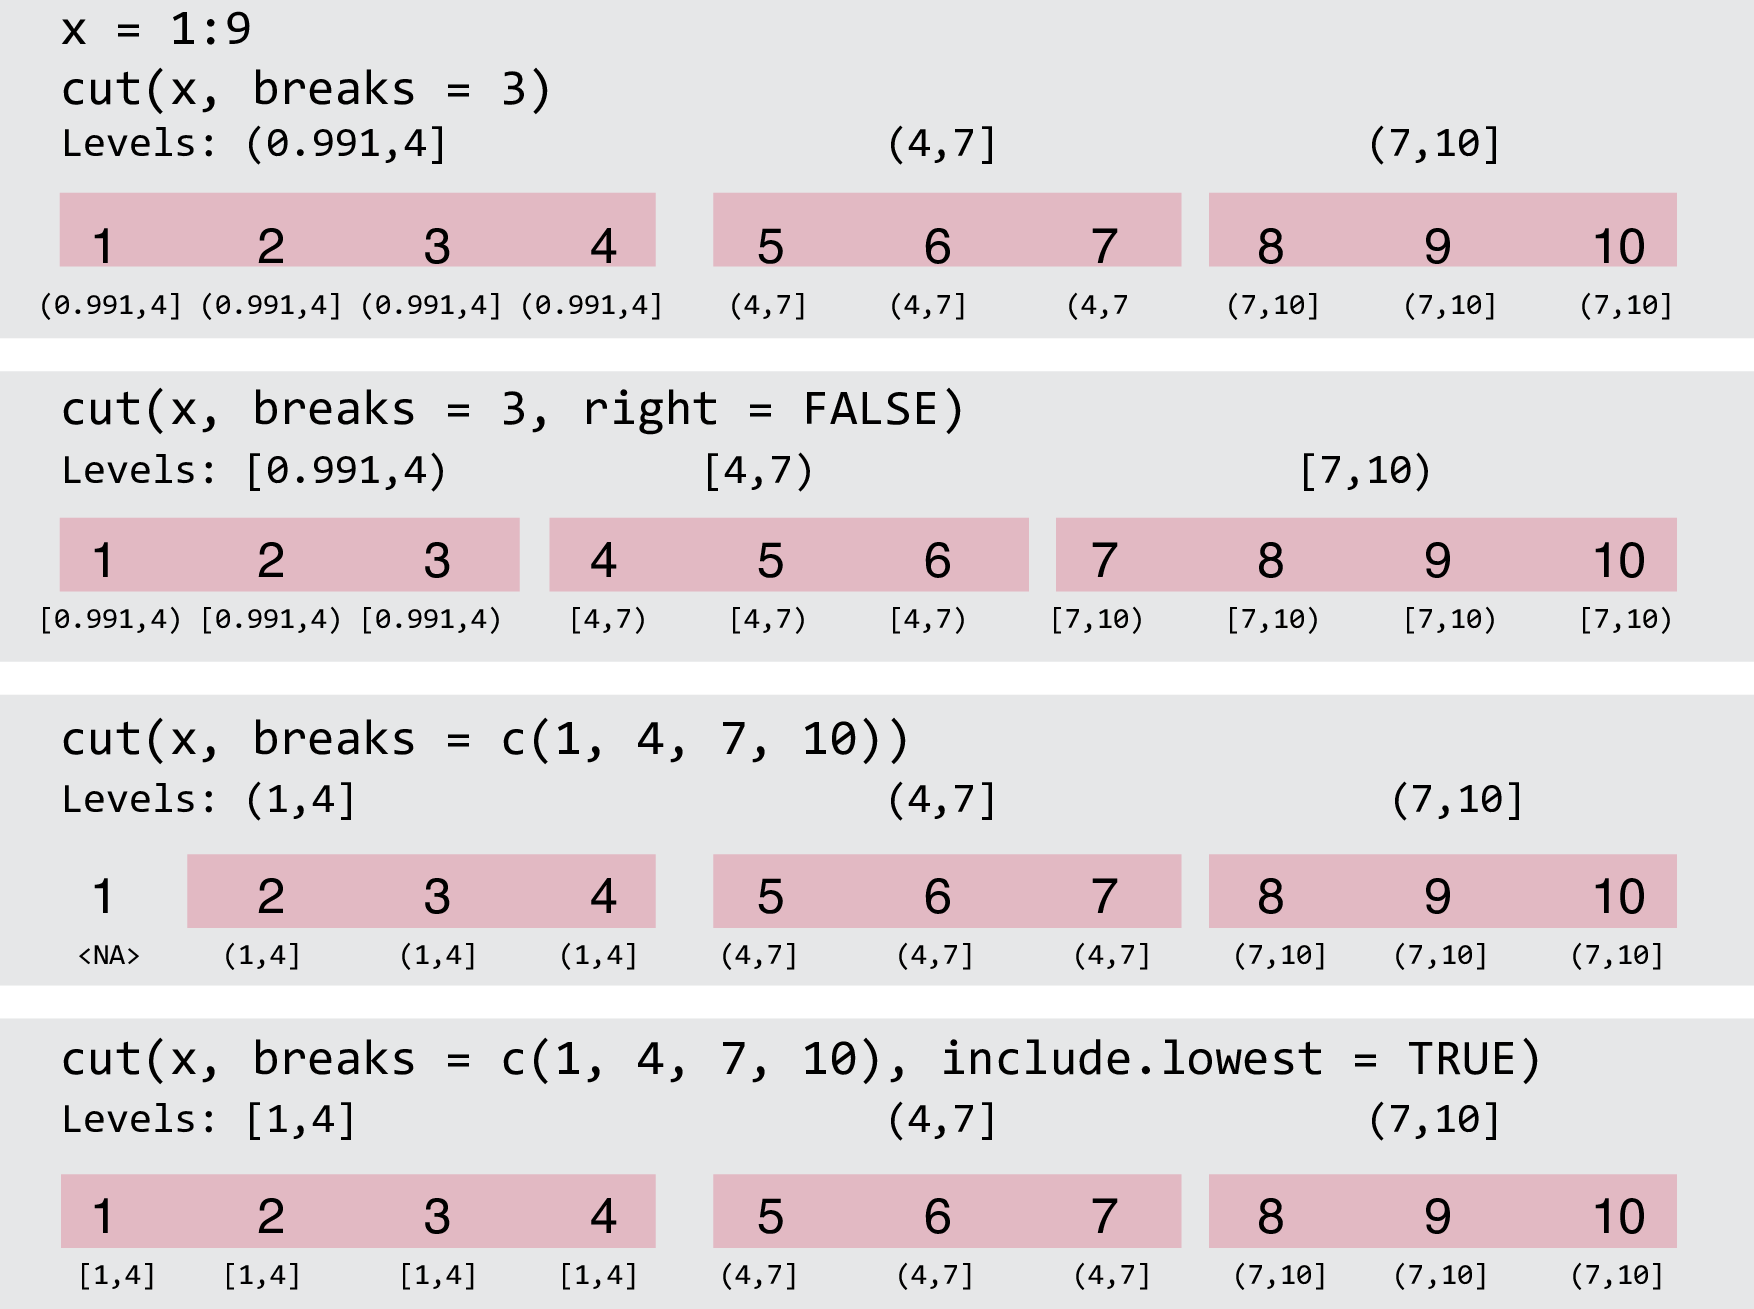 x = 1:9
cut(x, breaks = 3)
Levels: (0.991,4] (4,7] (7,10]
1 2 3 4 5 6 7 8 9 10
(0.991,4] (0.991,4] (0.991,4] (0.991,4] (4,7] (4,7] (4,7 (7,10] (7,10] (7,10]
cut(x, breaks = 3, right = FALSE)
Levels: [0.991,4) [4,7) [7,10)
1 2 3 4 5 6 7 8 9 10
[0.991,4) [0.991,4) [0.991,4) [4,7) [4,7) [4,7) [7,10) [7,10) [7,10) [7,10)
cut(x, breaks = c(1, 4, 7, 10))
Levels: (1,4] (4,7] (7,10]
1 2 3 4 5 6 7 8 9 10
<NA> (1,4] (1,4] (1,4] (4,7] (4,7] (4,7] (7,10] (7,10] (7,10]
cut(x, breaks = c(1, 4, 7, 10), include.lowest = TRUE)
Levels: [1,4] (4,7] (7,10]
1 2 3 4 5 6 7 8 9 10
[1,4] [1,4] [1,4] [1,4] (4,7] (4,7] (4,7] (7,10] (7,10] (7,10]